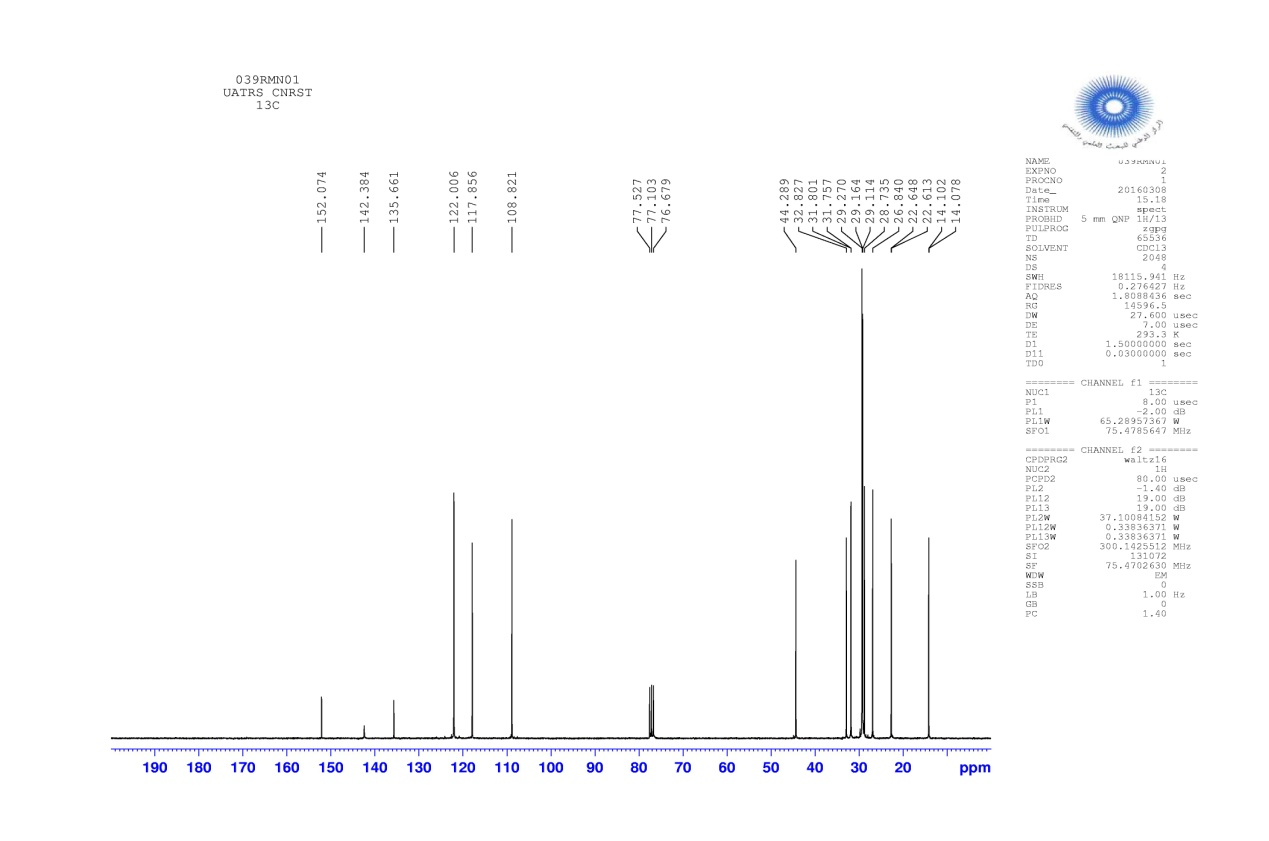 039RMN01
UATRS CNRST
13C
152.074
142.384
135.661
122.006
117.856
108.821
77.527
77.103
76.679
44.289
32.827
31.801
31.757
29.270
29.164
29.114
28.735
26.840
22.648
22.613
14.102
14.078
NAME 039RMN01
EXPNO 2
PROCNO 1
Date_ 20160308
Time 15.18
INSTRUM spect
PROBHD 5 mm QNP 1H/13
PULPROG zgpg
TD 65536
SOLVENT CDCl3
NS 2048
DS 4
SWH 18115.941 Hz
FIDRES 0.276427 Hz
AQ 1.8088436 sec
RG 14596.5
DW 27.600 usec
DE 7.00 usec
TE 293.3 K
D1 1.50000000 sec
D11 0.03000000 sec
TD0 1
======== CHANNEL f1 ========
NUC1 13C
P1 8.00 usec
PL1 -2.00 dB
PL1W 65.28957367 W
SFO1 75.4785647 MHz
======== CHANNEL f2 ========
CPDPRG2 waltz16
NUC2 1H
PCPD2 80.00 usec
PL2 -1.40 dB
PL12 19.00 dB
PL13 19.00 dB
PL2W 37.10084152 W
PL12W 0.33836371 W
PL13W 0.33836371 W
SFO2 300.1425512 MHz
SI 131072
SF 75.4702630 MHz
WDW EM
SSB 0
LB 1.00 Hz
GB 0
PC 1.40
190 180 170 160 150 140 130 120 110 100 90 80 70 60 50 40 30 20 ppm